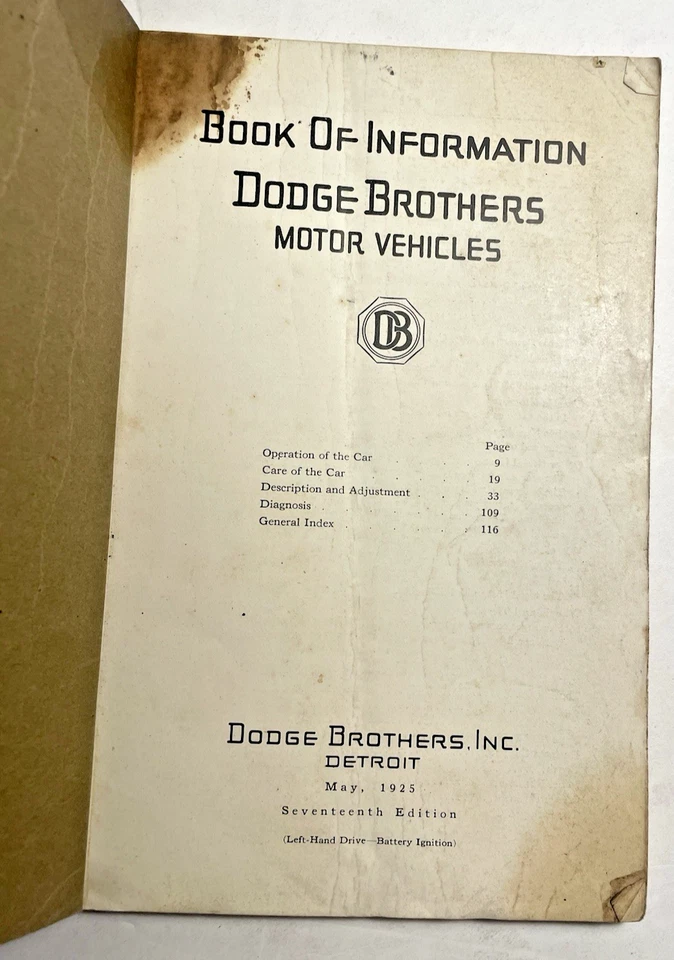 BOOK OF INFORMATION
DODGE BROTHERS
MOTOR VEHICLES
DB
Page
Operation of the Car . . . . 9
Care of the Car . . . . 19
Description and Adjustment . . . 33
Diagnosis . . . . . 109
General Index . . . . . 116
DODGE BROTHERS, INC.
DETROIT
May, 1925
Seventeenth Edition
(Left-Hand Drive—Battery Ignition)